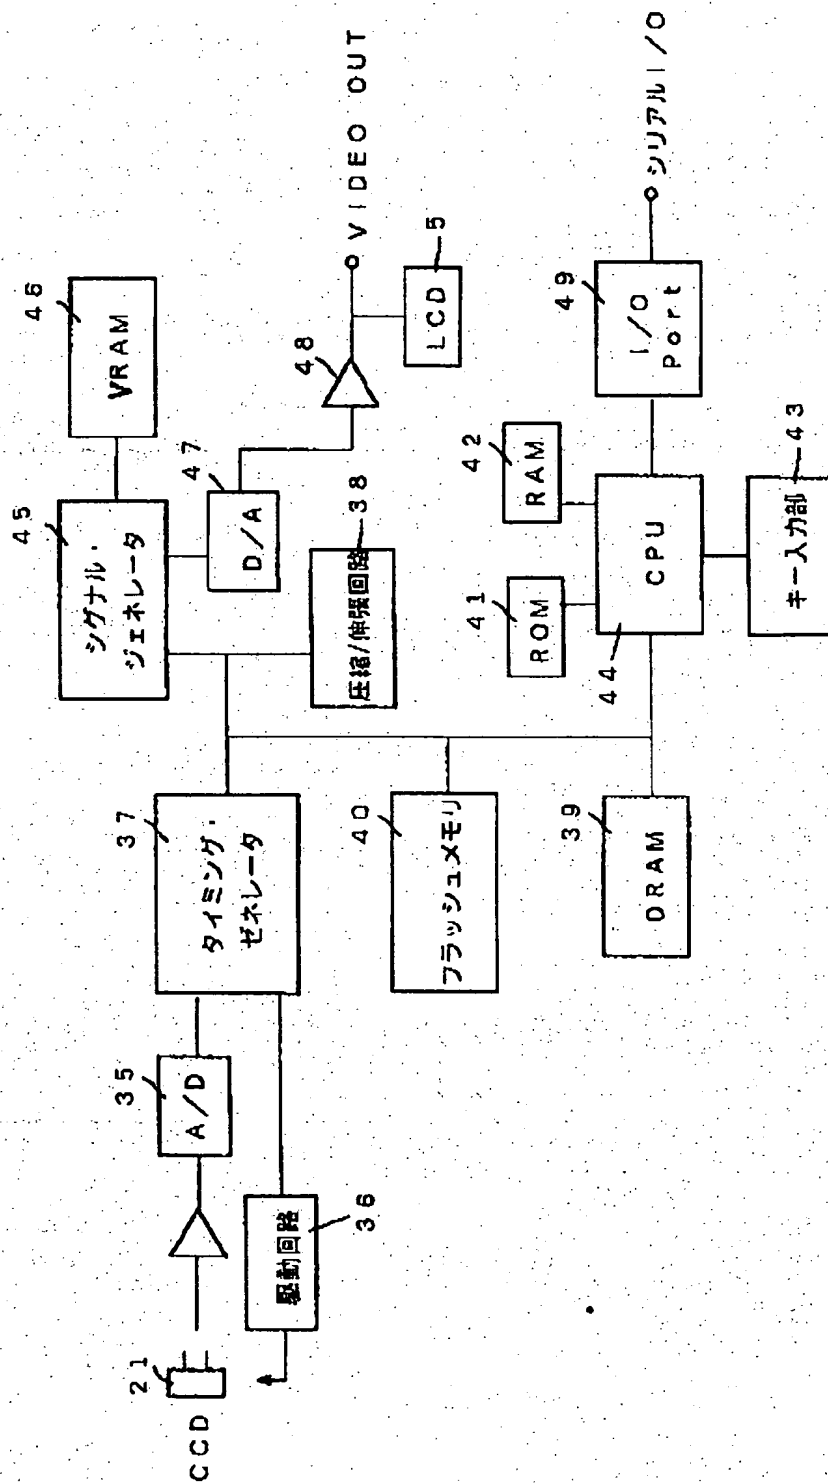 CCD
21
A/D
35
駆動回路
36
タイミング・
ゼネレータ
37
フラッシュメモリ
40
DRAM
39
シグナル・
ジェネレータ
45
VRAM
46
D/A
47
圧縮/伸張回路
38
48
LCD
5
VIDEO OUT
ROM
41
RAM
42
CPU
44
キー入力部
43
I/O
Port
49
シリアルI/O